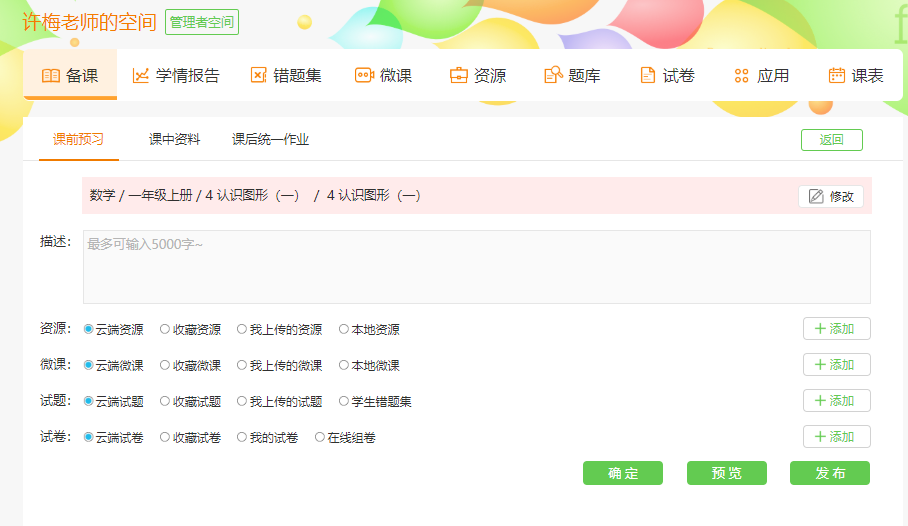 许梅老师的空间 管理者空间
备课 学情报告 错题集 微课 资源 题库 试卷 应用 课表
课前预习 课中资料 课后统一作业 返回
数学 / 一年级上册 / 4 认识图形（一） / 4 认识图形（一） 修改
描述： 最多可输入5000字~
资源： 云端资源 收藏资源 我上传的资源 本地资源 添加
微课： 云端微课 收藏微课 我上传的微课 本地微课 添加
试题： 云端试题 收藏试题 我上传的试题 学生错题集 添加
试卷： 云端试卷 收藏试卷 我的试卷 在线组卷 添加
确定 预览 发布